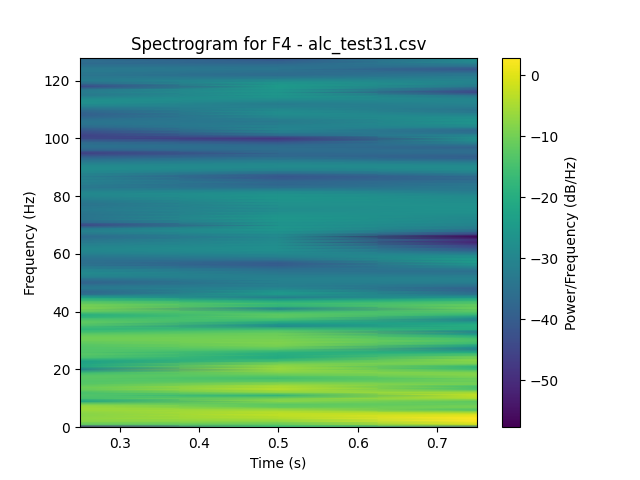 Spectrogram for F4 - alc_test31.csv
120
100
80
60
40
20
0
Frequency (Hz)
0.3 0.4 0.5 0.6 0.7
Time (s)
0
−10
−20
−30
−40
−50
Power/Frequency (dB/Hz)